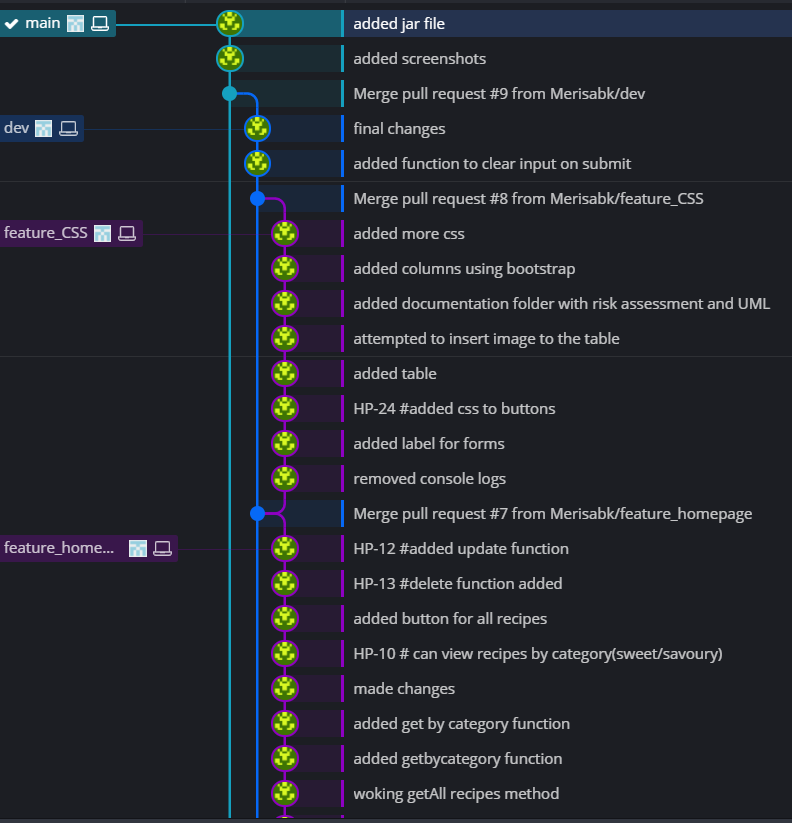 main added jar file
added screenshots
Merge pull request #9 from Merisabk/dev
dev final changes
added function to clear input on submit
Merge pull request #8 from Merisabk/feature_CSS
feature_CSS added more css
added columns using bootstrap
added documentation folder with risk assessment and UML
attempted to insert image to the table
added table
HP-24 #added css to buttons
added label for forms
removed console logs
Merge pull request #7 from Merisabk/feature_homepage
feature_home... HP-12 #added update function
HP-13 #delete function added
added button for all recipes
HP-10 # can view recipes by category(sweet/savoury)
made changes
added get by category function
added getbycategory function
woking getAll recipes method